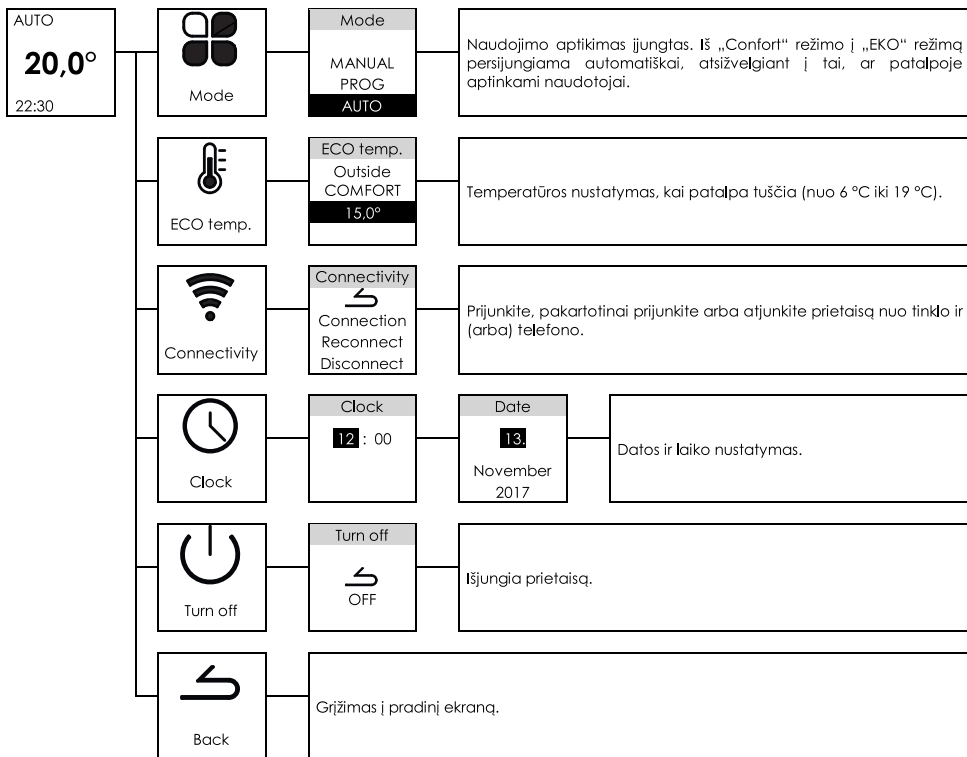 AUTO
20,0°
22:30
Mode
Mode
MANUAL
PROG
AUTO
Naudojimo aptikimas įjungtas. Iš „Confort“ režimo į „EKO“ režimą
persijungiama automatiškai, atsižvelgiant į tai, ar patalpoje
aptinkami naudotojai.
ECO temp.
ECO temp.
Outside
COMFORT
15,0°
Temperatūros nustatymas, kai patalpa tuščia (nuo 6 °C iki 19 °C).
Connectivity
Connectivity
Connection
Reconnect
Disconnect
Prijunkite, pakartotinai prijunkite arba atjunkite prietaisą nuo tinklo ir
(arba) telefono.
Clock
Clock
12 : 00
Date
13.
November
2017
Datos ir laiko nustatymas.
Turn off
Turn off
OFF
Išjungia prietaisą.
Back
Grįžimas į pradinį ekraną.